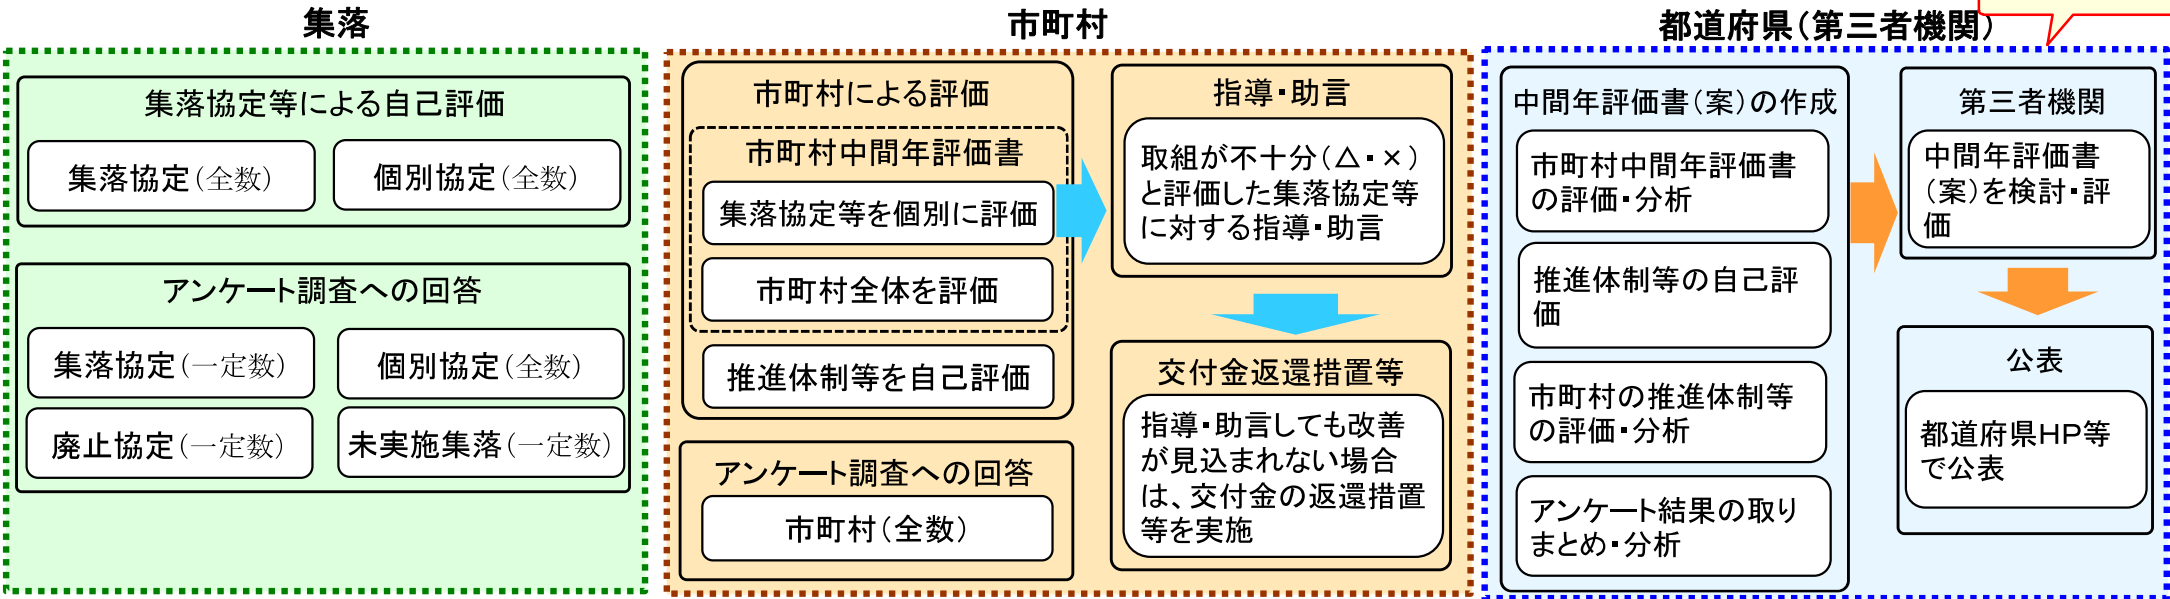 集落
集落協定等による自己評価
集落協定(全数)
個別協定(全数)
アンケート調査への回答
集落協定(一定数)
個別協定(全数)
廃止協定(一定数)
未実施集落(一定数)
市町村
市町村による評価
市町村中間年評価書
集落協定等を個別に評価
市町村全体を評価
推進体制等を自己評価
アンケート調査への回答
市町村(全数)
指導・助言
取組が不十分(△・×)
と評価した集落協定等
に対する指導・助言
交付金返還措置等
指導・助言しても改善
が見込まれない場合
は、交付金の返還措置
等を実施
都道府県(第三者機関)
中間年評価書(案)の作成
市町村中間年評価書
の評価・分析
推進体制等の自己評
価
市町村の推進体制等
の評価・分析
アンケート結果の取り
まとめ・分析
第三者機関
中間年評価書
(案)を検討・評
価
公表
都道府県HP等
で公表